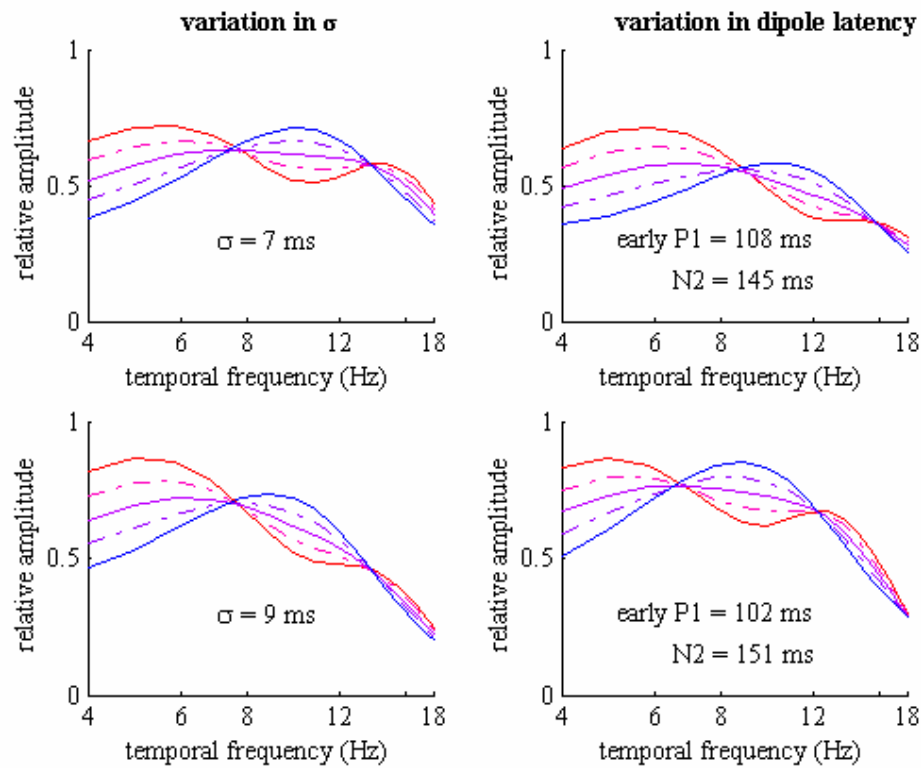 variation in σ
1
0.5
0
relative amplitude
σ = 7 ms
4 6 8 12 18
temporal frequency (Hz)
variation in dipole latency
1
0.5
0
relative amplitude
early P1 = 108 ms
N2 = 145 ms
4 6 8 12 18
temporal frequency (Hz)
1
0.5
0
relative amplitude
σ = 9 ms
4 6 8 12 18
temporal frequency (Hz)
1
0.5
0
relative amplitude
early P1 = 102 ms
N2 = 151 ms
4 6 8 12 18
temporal frequency (Hz)